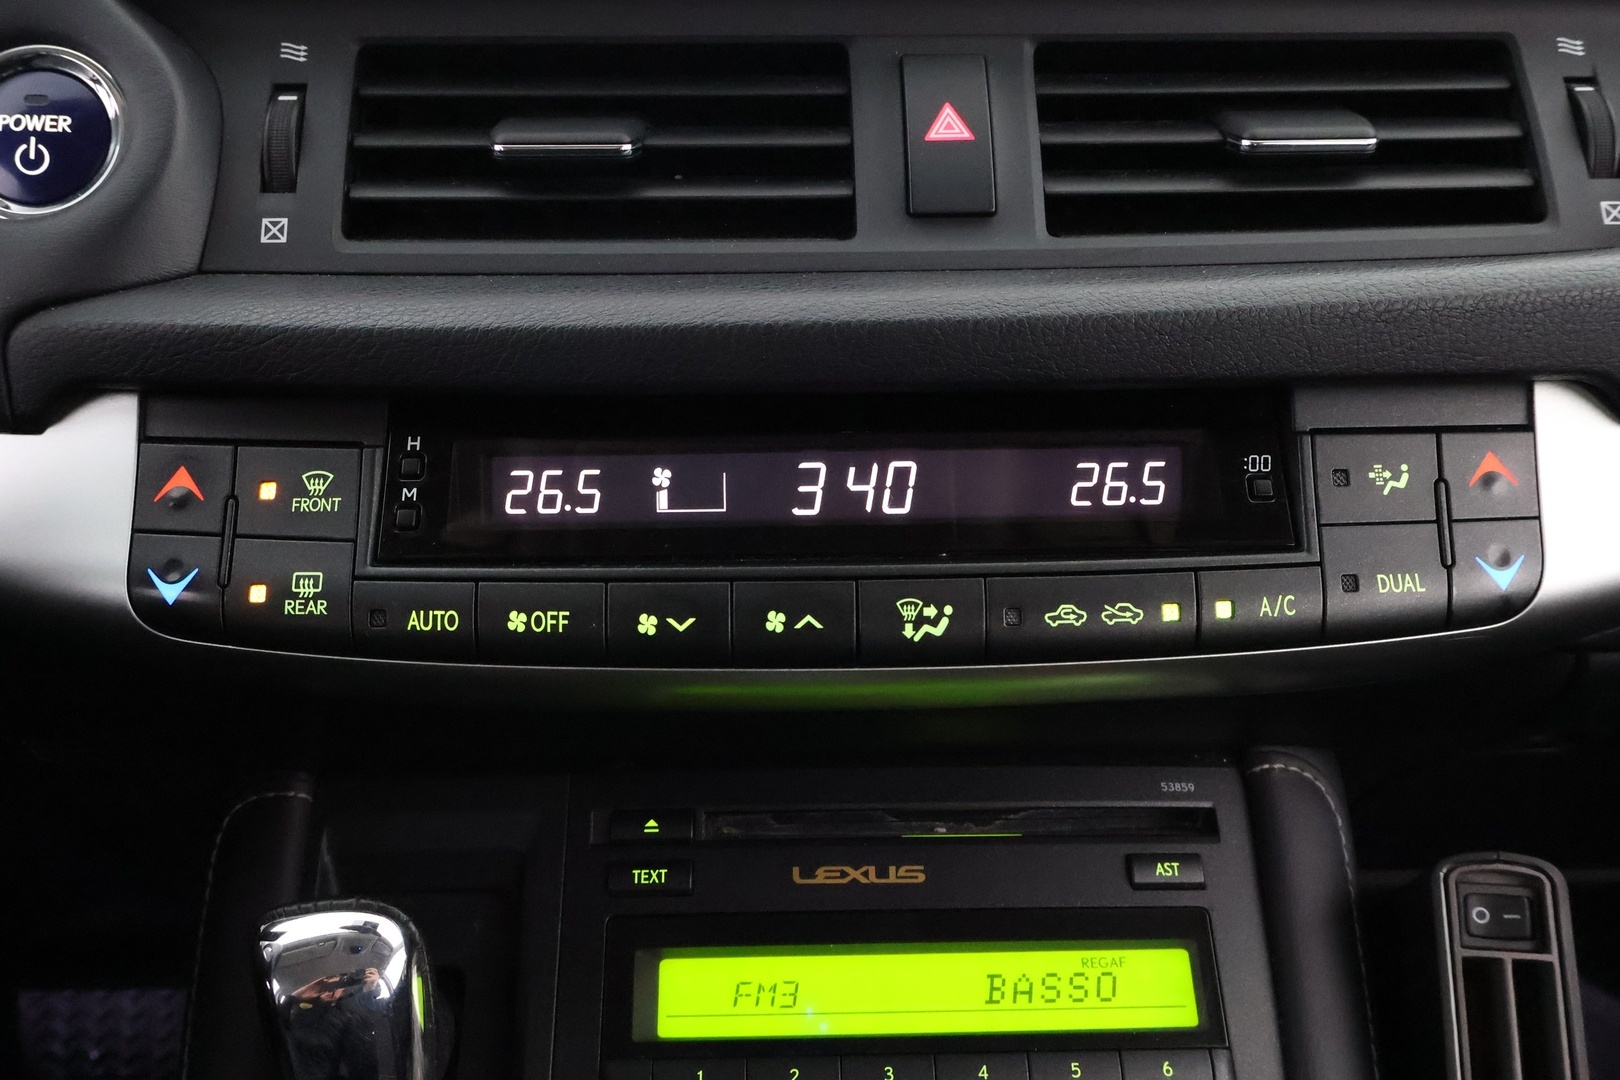 POWER
H
M
26.5
3 40
26.5
:00
FRONT
REAR
AUTO
OFF
A/C
DUAL
53859
TEXT
LEXUS
AST
REGAF
FM3
BASSO
1
2
3
4
5
6